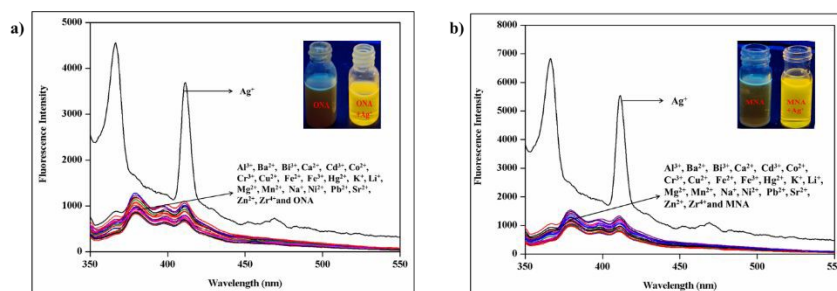 a)
5000
4000
3000
2000
1000
0
Fluorescence Intensity
350
400
450
500
550
Wavelength (nm)
Ag⁺
ONA
ONA
+Ag⁺
Al³⁺, Ba²⁺, Bi³⁺, Ca²⁺, Cd³⁺, Co²⁺,
Cr³⁺, Cu²⁺, Fe²⁺, Fe³⁺, Hg²⁺, K⁺, Li⁺,
Mg²⁺, Mn²⁺, Na⁺, Ni²⁺, Pb²⁺, Sr²⁺,
Zn²⁺, Zr⁴⁺and ONA
b)
8000
7000
6000
5000
4000
3000
2000
1000
0
Fluorescence Intensity
350
400
450
500
550
Wavelength (nm)
Ag⁺
MNA
MNA
+Ag⁺
Al³⁺, Ba²⁺, Bi³⁺, Ca²⁺, Cd³⁺, Co²⁺,
Cr³⁺, Cu²⁺, Fe²⁺, Fe³⁺, Hg²⁺, K⁺, Li⁺,
Mg²⁺, Mn²⁺, Na⁺, Ni²⁺, Pb²⁺, Sr²⁺,
Zn²⁺, Zr⁴⁺and MNA